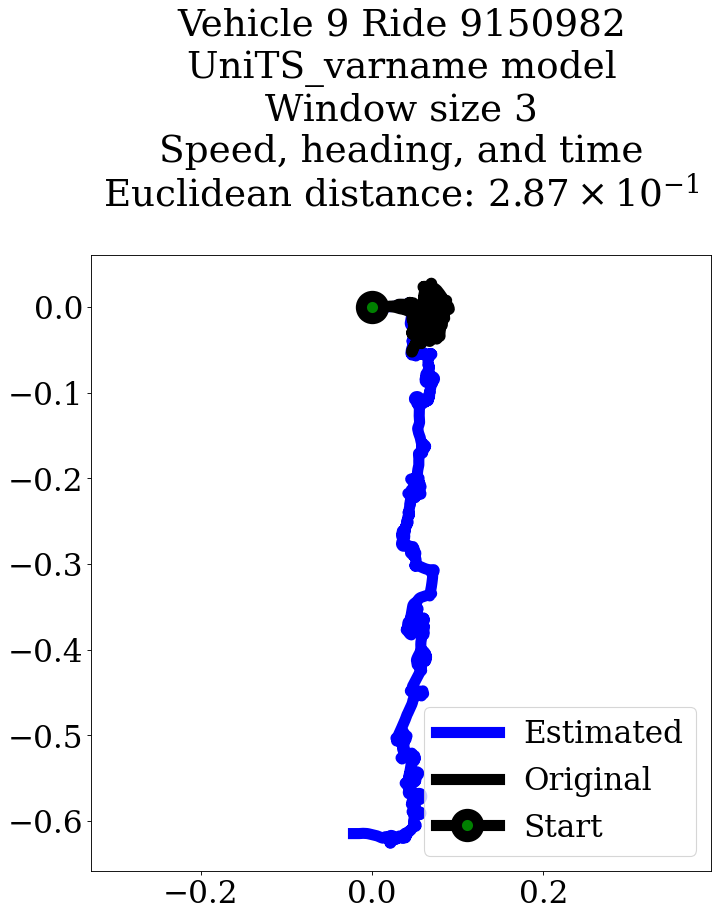 Vehicle 9 Ride 9150982
UniTS_varname model
Window size 3
Speed, heading, and time
Euclidean distance: 2.87 × 10⁻¹
0.0
−0.1
−0.2
−0.3
−0.4
−0.5
−0.6
Estimated
Original
Start
−0.2 0.0 0.2